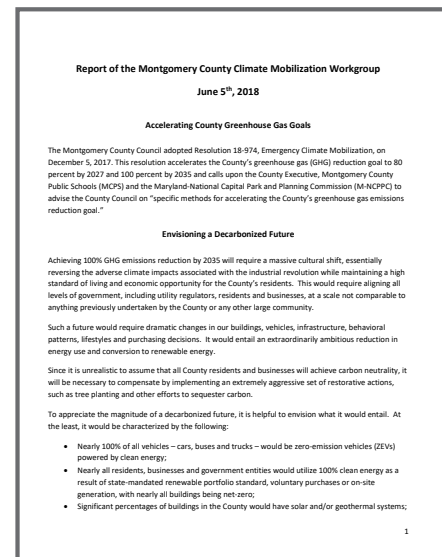 Report of the Montgomery County Climate Mobilization Workgroup
June 5th, 2018
Accelerating County Greenhouse Gas Goals
The Montgomery County Council adopted Resolution 18-974, Emergency Climate Mobilization, on
December 5, 2017. This resolution accelerates the County's greenhouse gas (GHG) reduction goal to 80
percent by 2027 and 100 percent by 2035 and calls upon the County Executive, Montgomery County
Public Schools (MCPS) and the Maryland-National Capital Park and Planning Commission (M-NCPPC) to
advise the County Council on "specific methods for accelerating the County's greenhouse gas emissions
reduction goal."
Envisioning a Decarbonized Future
Achieving 100% GHG emissions reduction by 2035 will require a massive cultural shift, essentially
reversing the adverse climate impacts associated with the industrial revolution while maintaining a high
standard of living and economic opportunity for the County's residents. This would require aligning all
levels of government, including utility regulators, residents and businesses, at a scale not comparable to
anything previously undertaken by the County or any other large community.
Such a future would require dramatic changes in our buildings, vehicles, infrastructure, behavioral
patterns, lifestyles and purchasing decisions. It would entail an extraordinarily ambitious reduction in
energy use and conversion to renewable energy.
Since it is unrealistic to assume that all County residents and businesses will achieve carbon neutrality, it
will be necessary to compensate by implementing an extremely aggressive set of restorative actions,
such as tree planting and other efforts to sequester carbon.
To appreciate the magnitude of a decarbonized future, it is helpful to envision what it would entail. At
the least, it would be characterized by the following:
• Nearly 100% of all vehicles – cars, buses and trucks – would be zero-emission vehicles (ZEVs)
powered by clean energy;
• Nearly all residents, businesses and government entities would utilize 100% clean energy as a
result of state-mandated renewable portfolio standard, voluntary purchases or on-site
generation, with nearly all buildings being net-zero;
• Significant percentages of buildings in the County would have solar and/or geothermal systems;
1